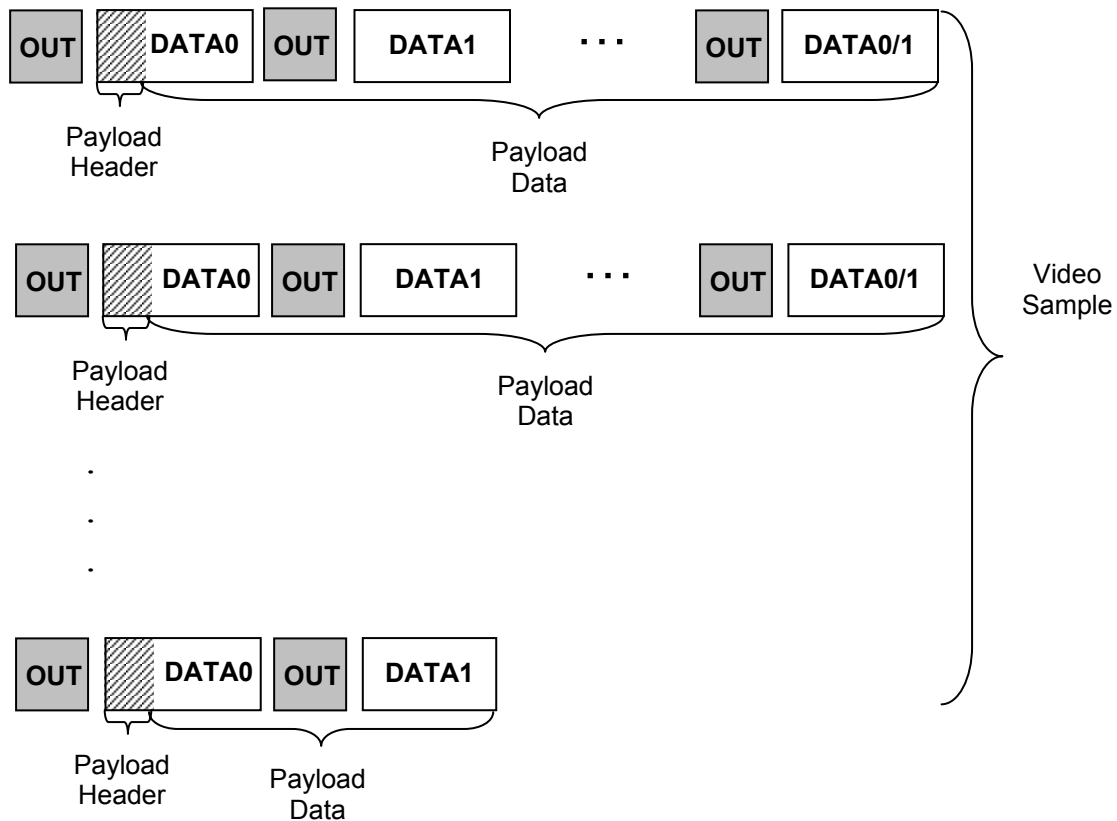 OUT DATA0 OUT DATA1 ... OUT DATA0/1
Payload
Header
Payload
Data
OUT DATA0 OUT DATA1 ... OUT DATA0/1
Video
Sample
Payload
Header
Payload
Data
.
.
.
OUT DATA0 OUT DATA1
Payload
Header
Payload
Data